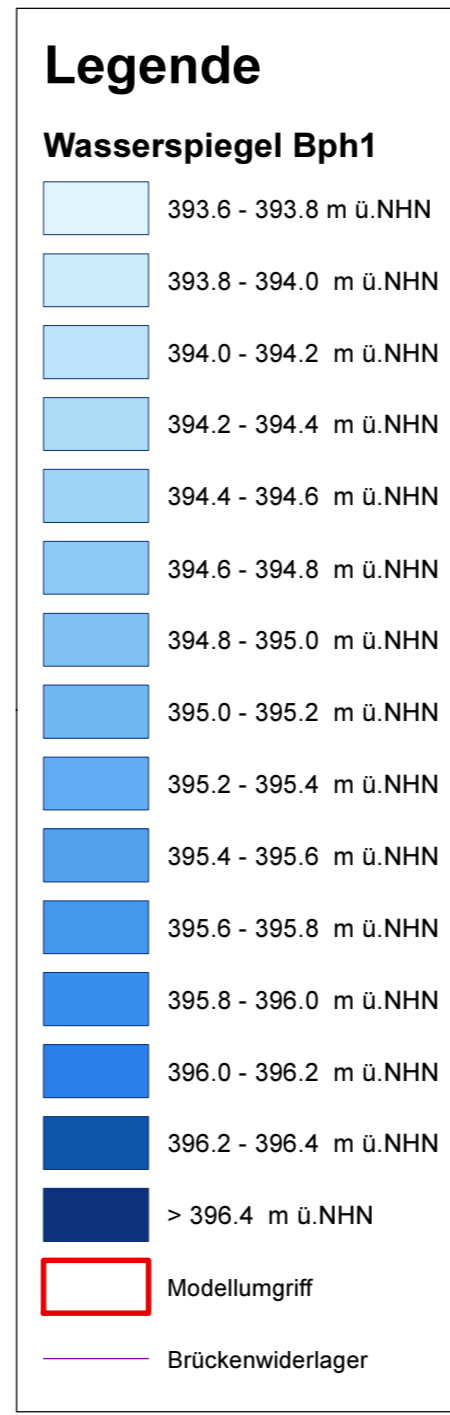 Legende
Wasserspiegel Bph1
393.6 - 393.8 m ü.NHN
393.8 - 394.0 m ü.NHN
394.0 - 394.2 m ü.NHN
394.2 - 394.4 m ü.NHN
394.4 - 394.6 m ü.NHN
394.6 - 394.8 m ü.NHN
394.8 - 395.0 m ü.NHN
395.0 - 395.2 m ü.NHN
395.2 - 395.4 m ü.NHN
395.4 - 395.6 m ü.NHN
395.6 - 395.8 m ü.NHN
395.8 - 396.0 m ü.NHN
396.0 - 396.2 m ü.NHN
396.2 - 396.4 m ü.NHN
> 396.4 m ü.NHN
Modellumgriff
Brückenwiderlager